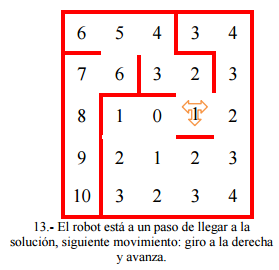 6 5 4 3 4
7 6 3 2 3
8 1 0 1 2
9 2 1 2 3
10 3 2 3 4
13.- El robot está a un paso de llegar a la
solución, siguiente movimiento: giro a la derecha
y avanza.